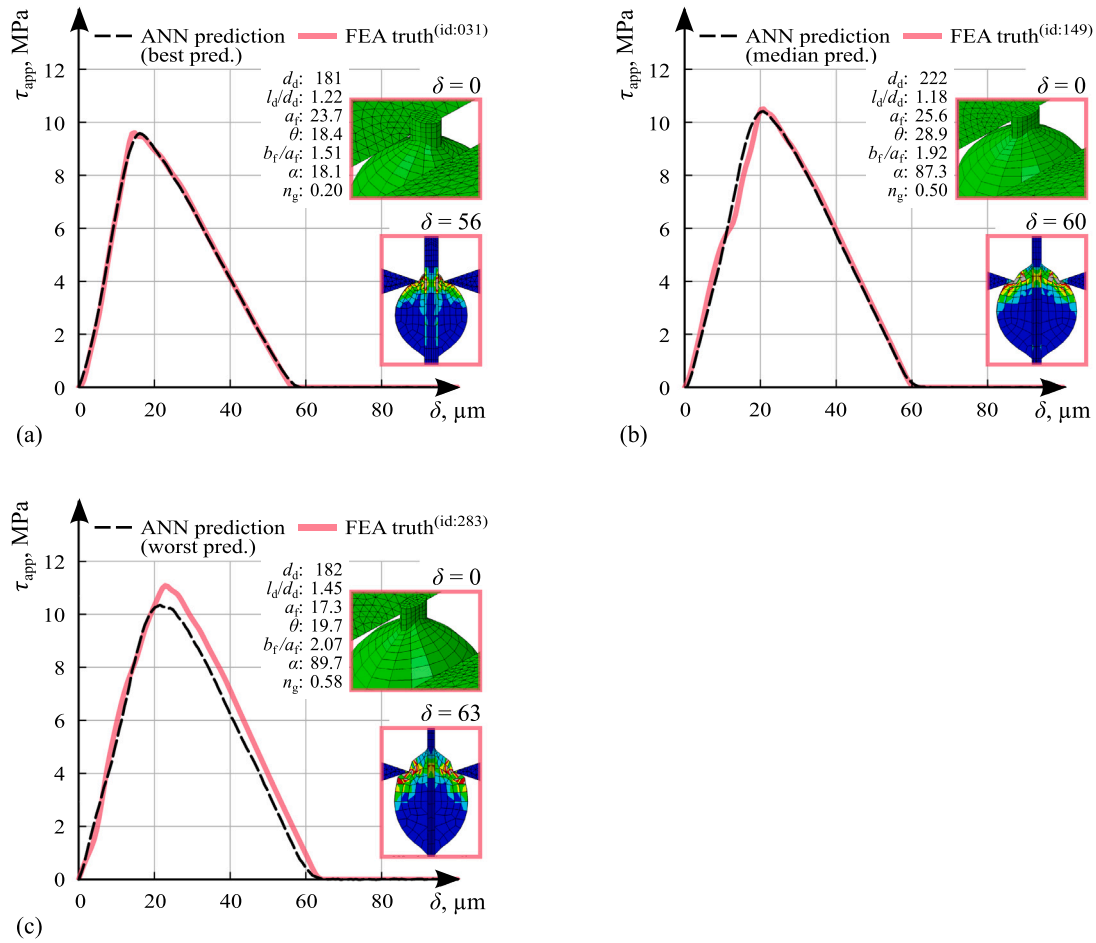 τapp, MPa
ANN prediction
(best pred.)
FEA truth(id:031)
12
10
8
6
4
2
0
dd: 181
ld/dd: 1.22
af: 23.7
θ: 18.4
bf/af: 1.51
α: 18.1
ng: 0.20
δ = 0
δ = 56
0 20 40 60 80
δ, μm
(a)
τapp, MPa
ANN prediction
(median pred.)
FEA truth(id:149)
12
10
8
6
4
2
0
dd: 222
ld/dd: 1.18
af: 25.6
θ: 28.9
bf/af: 1.92
α: 87.3
ng: 0.50
δ = 0
δ = 60
0 20 40 60 80
δ, μm
(b)
τapp, MPa
ANN prediction
(worst pred.)
FEA truth(id:283)
12
10
8
6
4
2
0
dd: 182
ld/dd: 1.45
af: 17.3
θ: 19.7
bf/af: 2.07
α: 89.7
ng: 0.58
δ = 0
δ = 63
0 20 40 60 80
δ, μm
(c)